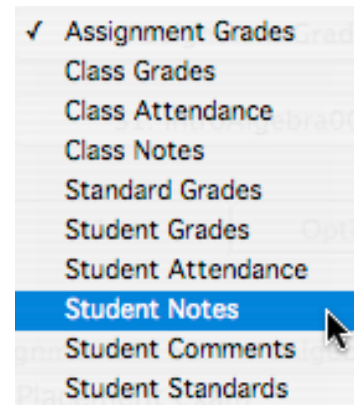 ✓ Assignment Grades
Class Grades
Class Attendance
Class Notes
Standard Grades
Student Grades
Student Attendance
Student Notes
Student Comments
Student Standards